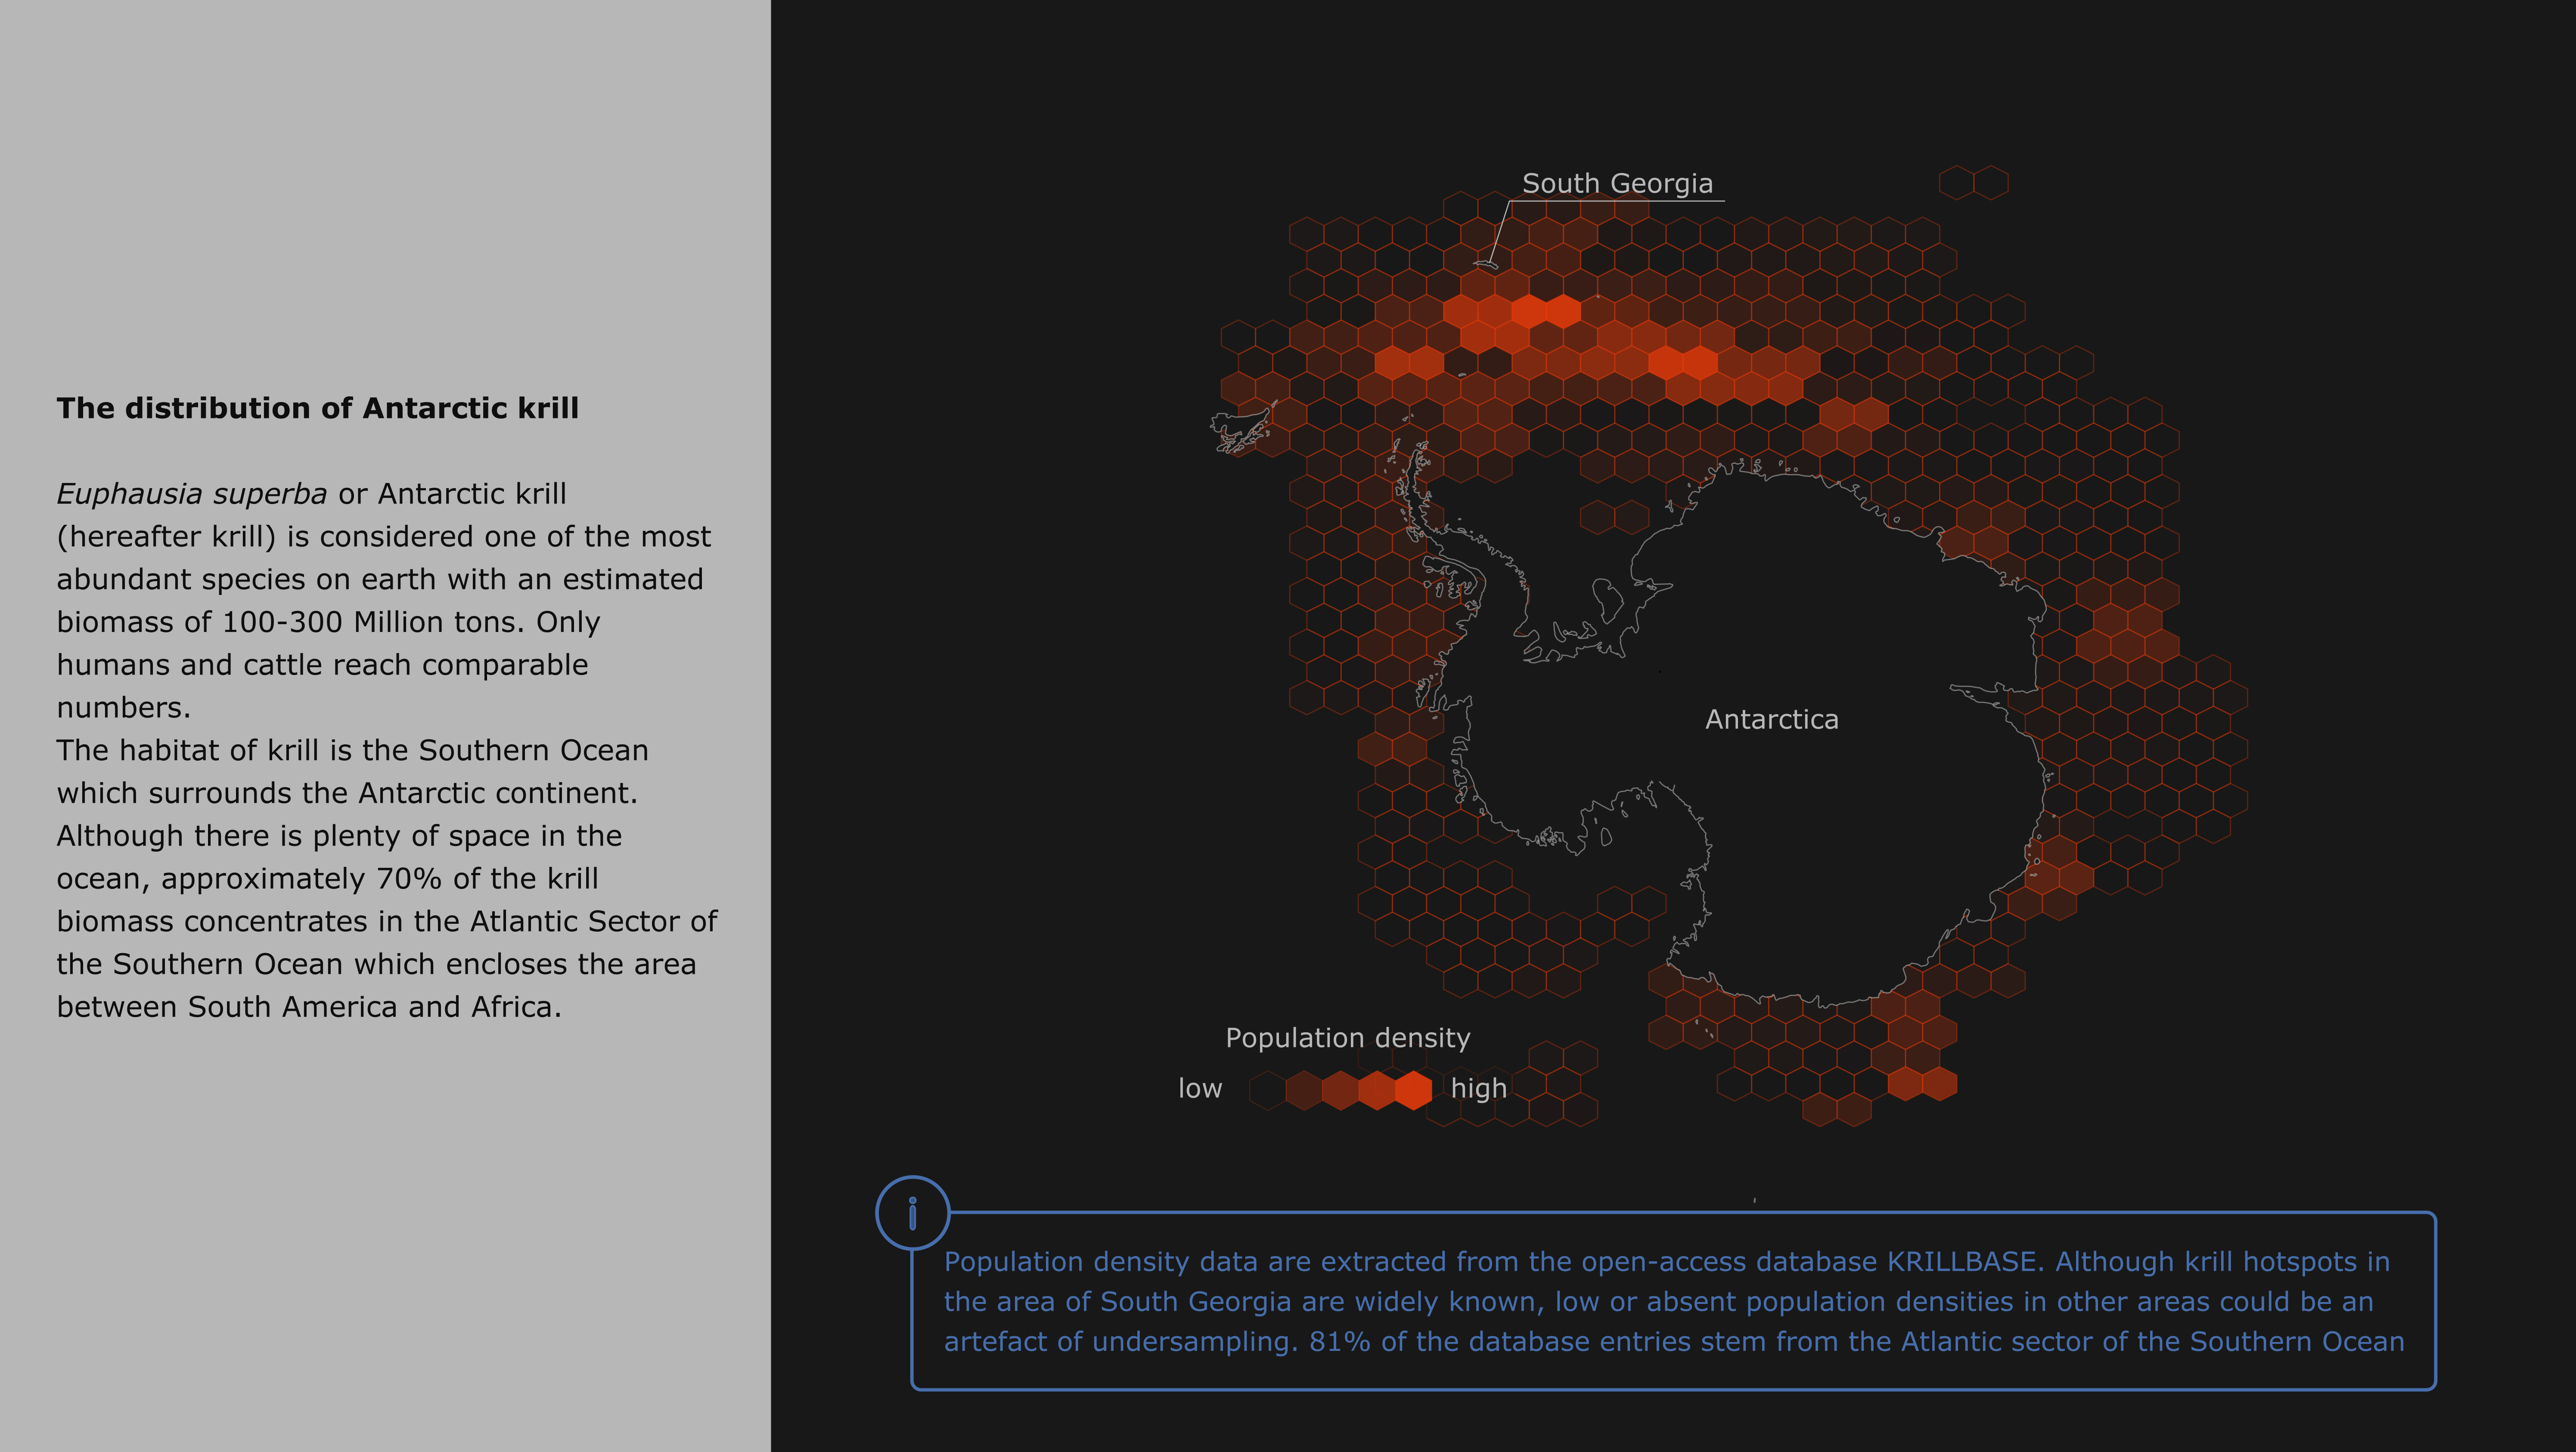 The distribution of Antarctic krill
Euphausia superba or Antarctic krill
(hereafter krill) is considered one of the most
abundant species on earth with an estimated
biomass of 100-300 Million tons. Only
humans and cattle reach comparable
numbers.
The habitat of krill is the Southern Ocean
which surrounds the Antarctic continent.
Although there is plenty of space in the
ocean, approximately 70% of the krill
biomass concentrates in the Atlantic Sector of
the Southern Ocean which encloses the area
between South America and Africa.
South Georgia
Antarctica
Population density
low high
i
Population density data are extracted from the open-access database KRILLBASE. Although krill hotspots in
the area of South Georgia are widely known, low or absent population densities in other areas could be an
artefact of undersampling. 81% of the database entries stem from the Atlantic sector of the Southern Ocean